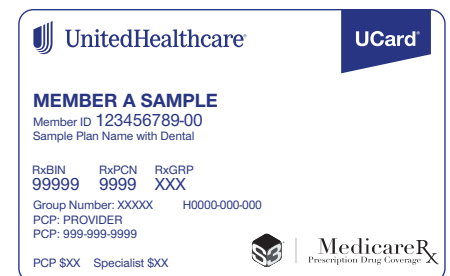 UnitedHealthcare®
UCard®
MEMBER A SAMPLE
Member ID 123456789-00
Sample Plan Name with Dental
RxBIN RxPCN RxGRP
99999 9999 XXX
Group Number: XXXXX H0000-000-000
PCP: PROVIDER
PCP: 999-999-9999
PCP $XX Specialist $XX
S3
MedicareRx
Prescription Drug Coverage